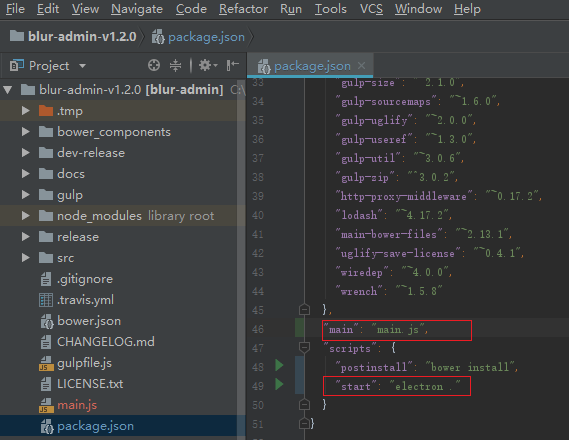 File Edit View Navigate Code Refactor Run Tools VCS Window Help
blur-admin-v1.2.0 package.json
Project
package.json
blur-admin-v1.2.0 [blur-admin]
.tmp
bower_components
dev-release
docs
gulp
node_modules library root
release
src
.gitignore
.travis.yml
bower.json
CHANGELOG.md
gulpfile.js
LICENSE.txt
main.js
package.json
33 "gulp-size": "~2.1.0",
34 "gulp-sourcemaps": "~1.6.0",
35 "gulp-uglify": "~2.0.0",
36 "gulp-useref": "~1.3.0",
37 "gulp-util": "~3.0.6",
38 "gulp-zip": "~3.0.2",
39 "http-proxy-middleware": "~0.17.2",
40 "lodash": "~4.17.2",
41 "main-bower-files": "~2.13.1",
42 "uglify-save-license": "~0.4.1",
43 "wiredep": "~4.0.0",
44 "wrench": "~1.5.8"
45 },
46 "main": "main.js",
47 "scripts": {
48 "postinstall": "bower install",
49 "start": "electron ."
50 }
51 }